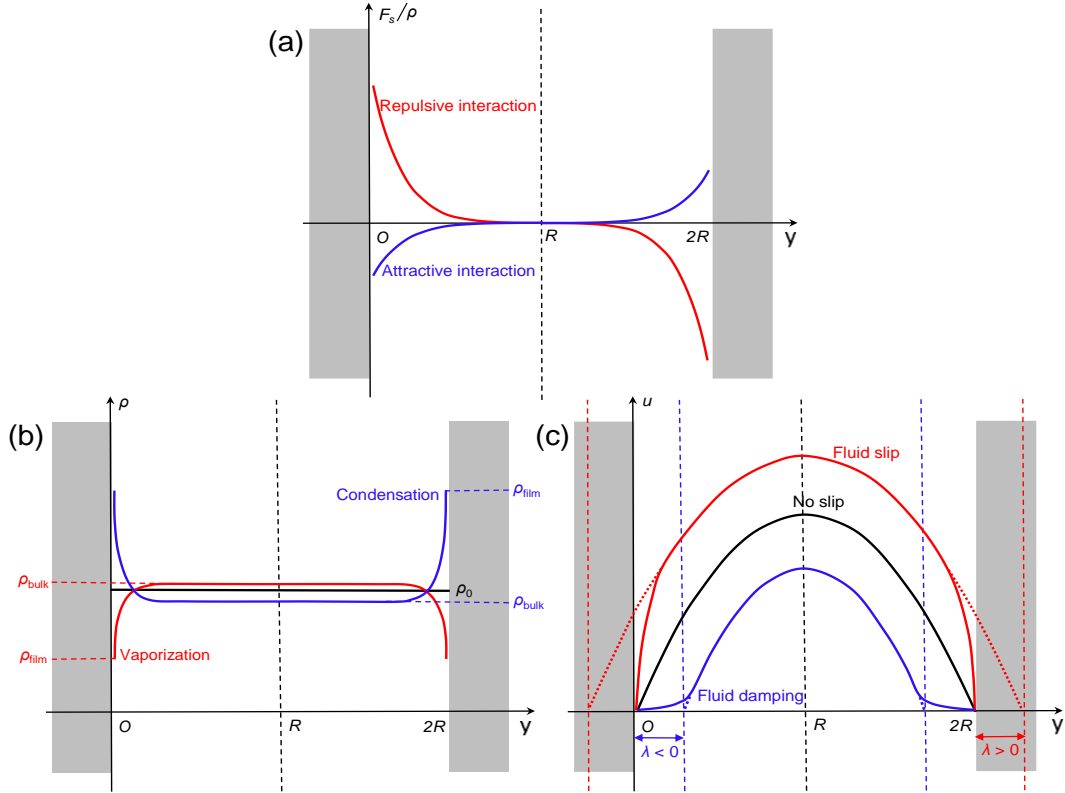 (a)
F_s/ρ
Repulsive interaction
O
R
2R
y
Attractive interaction
(b)
ρ
Condensation
ρ_film
ρ_bulk
ρ_0
ρ_bulk
ρ_film
Vaporization
O
R
2R
y
(c)
u
Fluid slip
No slip
Fluid damping
O
R
2R
y
λ < 0
λ > 0